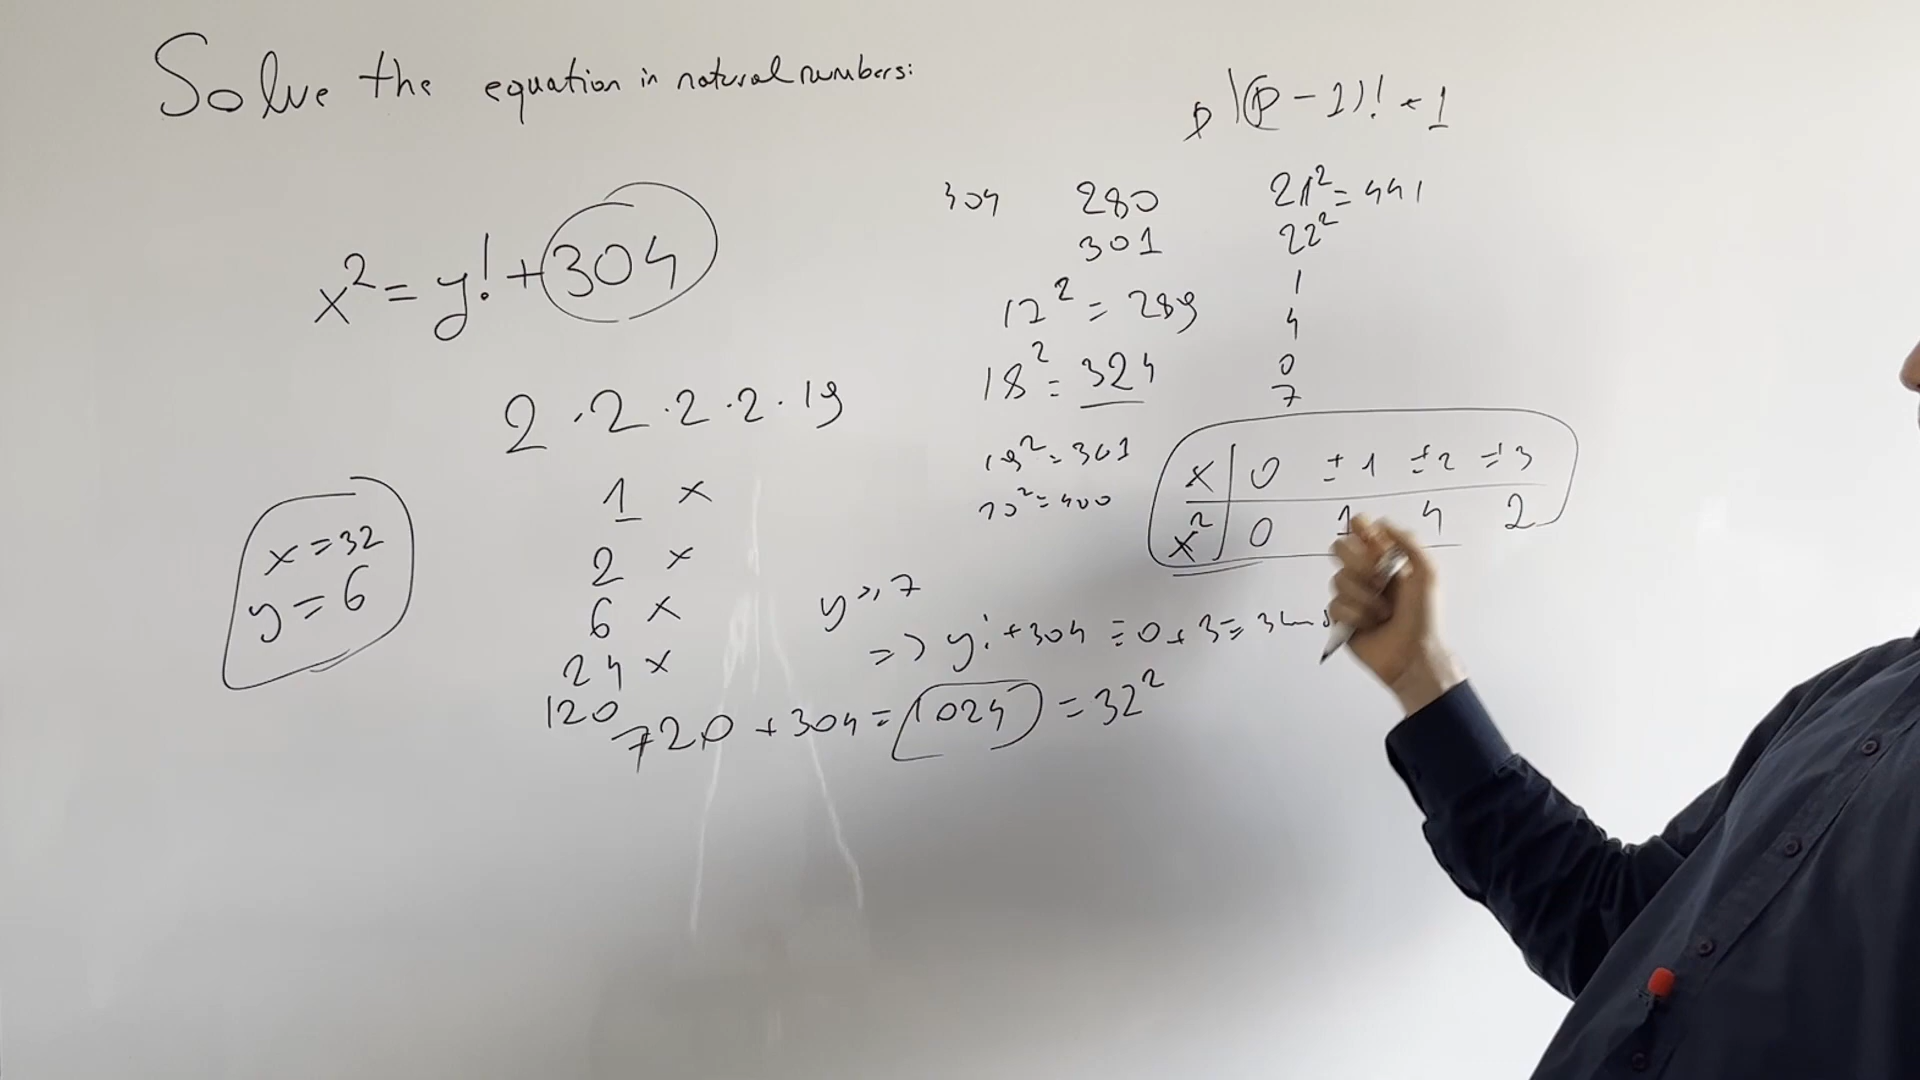 Solve the equation in natural numbers:
x² = y! + 304
2 · 2 · 2 · 2 · 19
1 ×
2 ×
6 ×
24 ×
120
720 + 304 = 1024 = 32²
x = 32
y = 6
p | (p - 1)! + 1
304 280
301
17² = 289
18² = 324
19² = 361
20² = 400
21² = 441
22²
1
4
0
7
x | 0 ±1 ±2 ±3
x² | 0 1 4 2
y ≥ 7
=> y! + 304 ≡ 0 + 3 ≡ 3